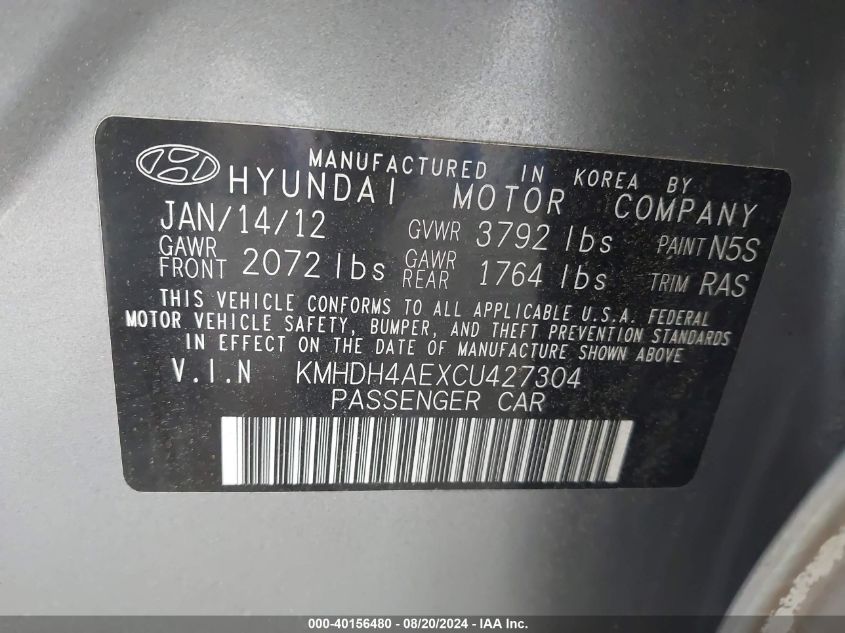 MANUFACTURED IN KOREA BY
HYUNDAI MOTOR COMPANY
JAN/14/12 GVWR 3792 lbs PAINT N5S
GAWR FRONT 2072 lbs GAWR REAR 1764 lbs TRIM RAS
THIS VEHICLE CONFORMS TO ALL APPLICABLE U.S.A. FEDERAL
MOTOR VEHICLE SAFETY, BUMPER, AND THEFT PREVENTION STANDARDS
IN EFFECT ON THE DATE OF MANUFACTURE SHOWN ABOVE
V.I.N KMHDH4AEXCU427304
PASSENGER CAR
000-40156480 - 08/20/2024 - IAA Inc.